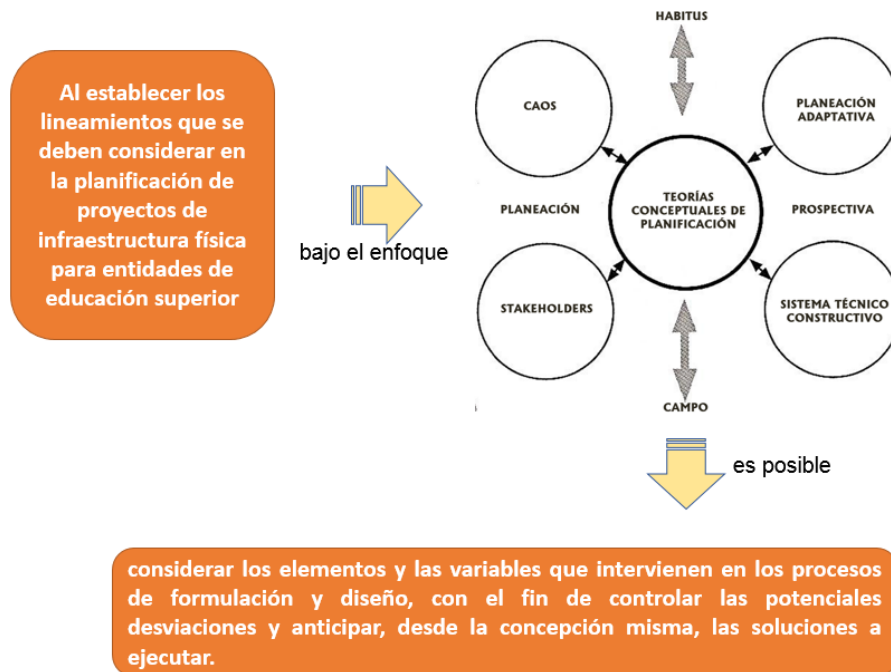 Al establecer los
lineamientos que se
deben considerar en
la planificación de
proyectos de
infraestructura física
para entidades de
educación superior
bajo el enfoque
HABITUS
CAOS
PLANEACIÓN
ADAPTATIVA
PLANEACIÓN
TEORÍAS
CONCEPTUALES DE
PLANIFICACIÓN
PROSPECTIVA
STAKEHOLDERS
SISTEMA TÉCNICO
CONSTRUCTIVO
CAMPO
es posible
considerar los elementos y las variables que intervienen en los procesos
de formulación y diseño, con el fin de controlar las potenciales
desviaciones y anticipar, desde la concepción misma, las soluciones a
ejecutar.